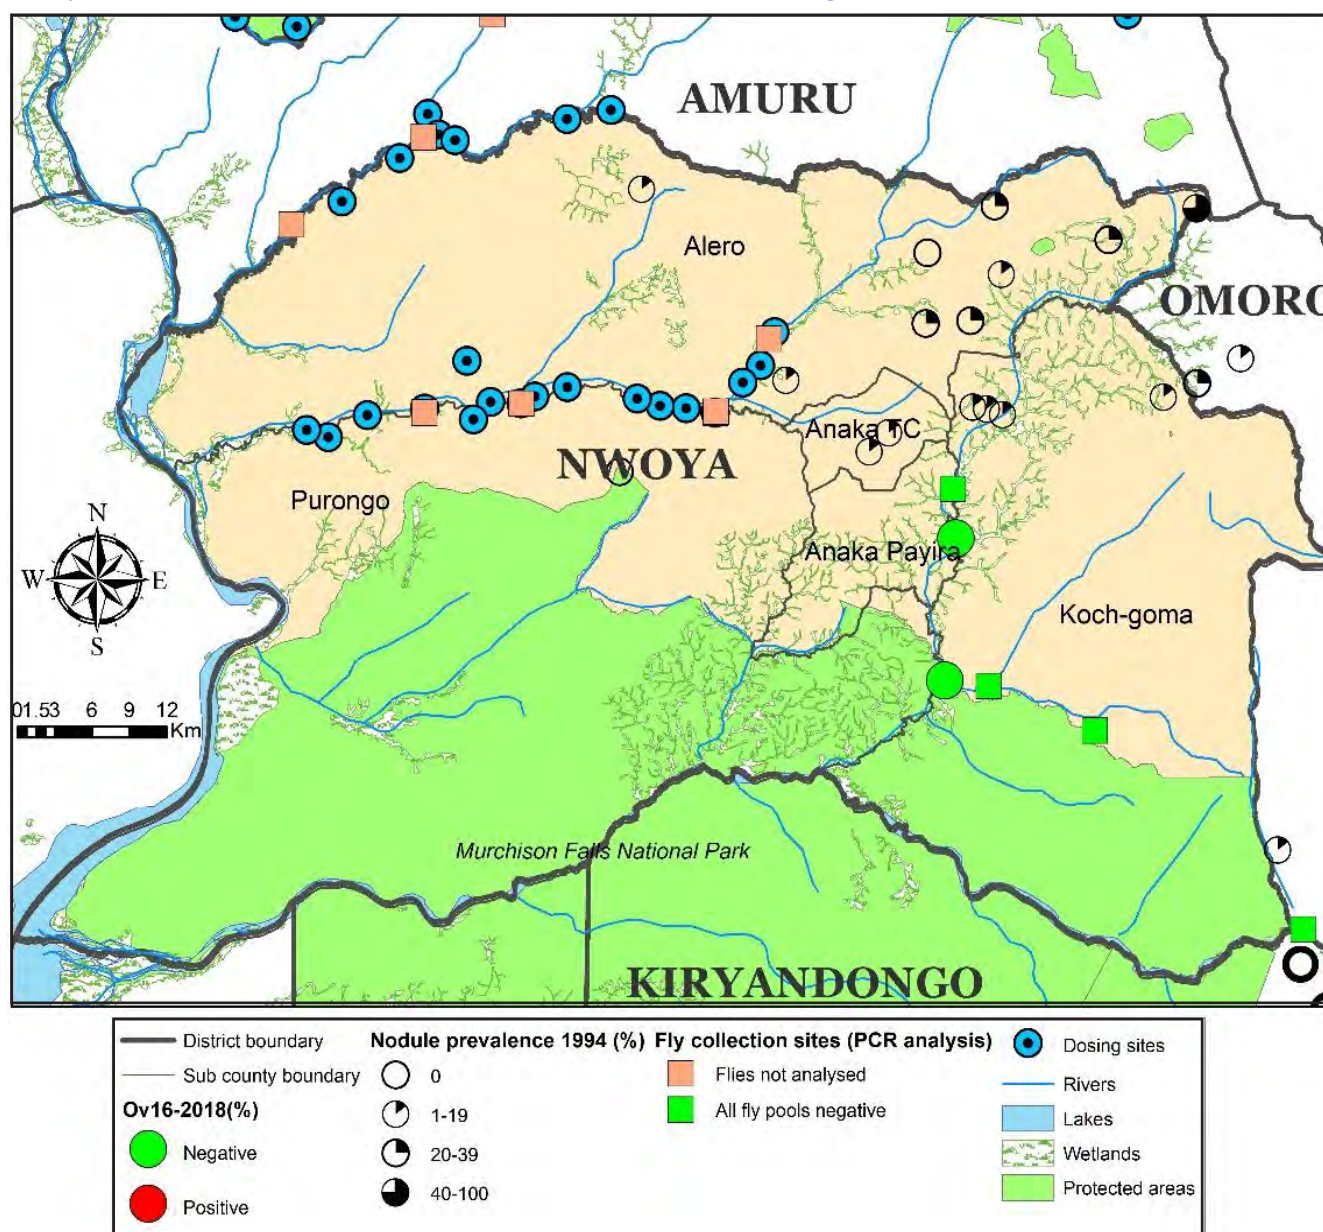 AMURU
Alero
OMORO
Anaka TC
NWOYA
Purongo
N
W E
S
Anaka Payira
Koch-goma
01.53 6 9 12
Km
Murchison Falls National Park
KIRYANDONGO
District boundary
Sub county boundary
Ov16-2018(%)
Negative
Positive
Nodule prevalence 1994 (%)
0
1-19
20-39
40-100
Fly collection sites (PCR analysis)
Flies not analysed
All fly pools negative
Dosing sites
Rivers
Lakes
Wetlands
Protected areas